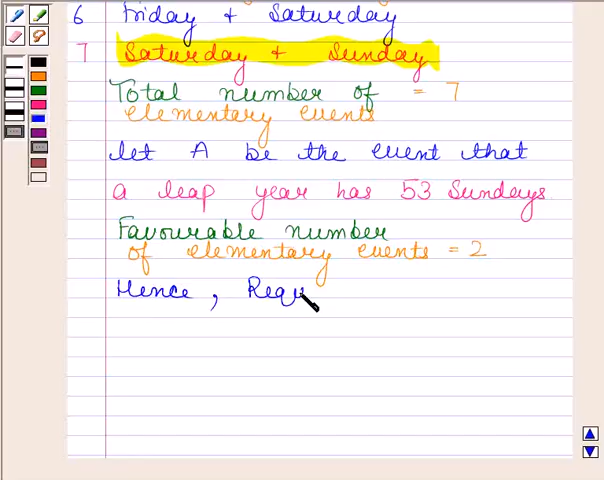 6 Friday + Saturday
7 Saturday + Sunday
Total number of = 7
elementary events
let A be the event that
a leap year has 53 Sundays.
Favourable number
of elementary events = 2
Hence, Requ